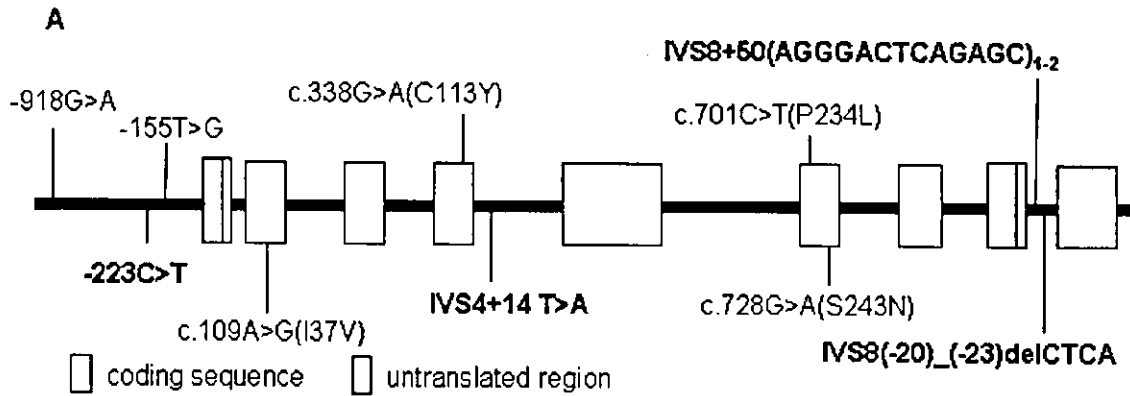 A
IVS8+50(AGGGACTCAGAGC)1-2
-918G>A
c.338G>A(C113Y)
-155T>G
c.701C>T(P234L)
-223C>T
IVS4+14 T>A
c.109A>G(I37V)
c.728G>A(S243N)
IVS8(-20)_(-23)delCTCA
coding sequence
untranslated region